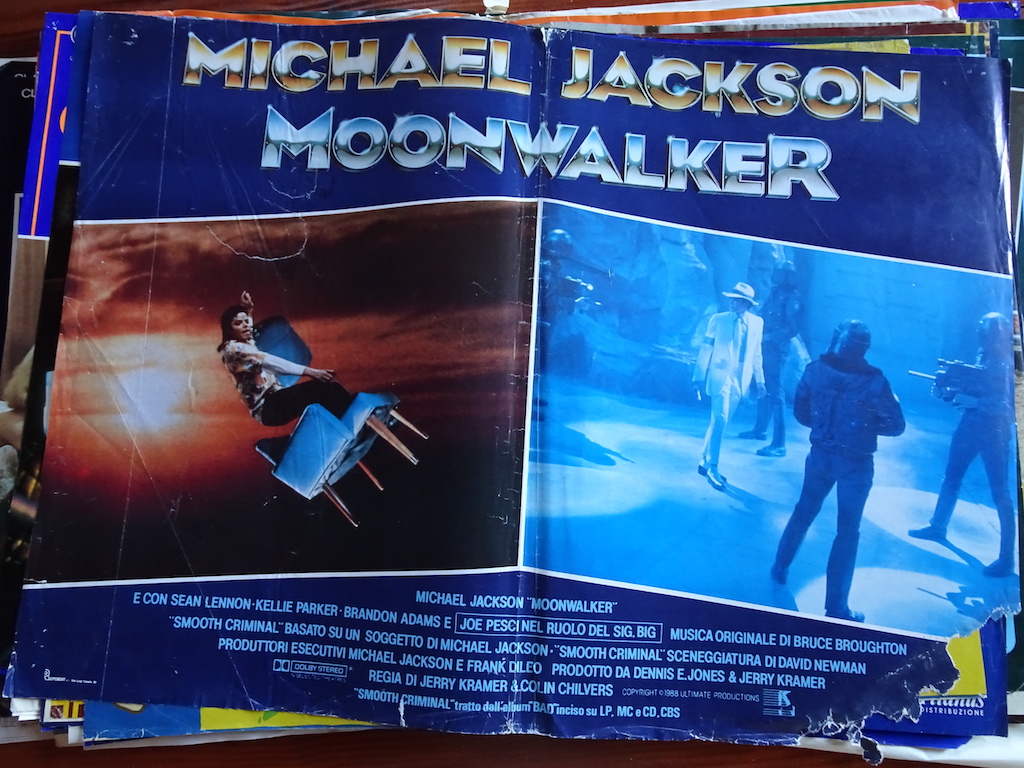 MICHAEL JACKSON
MOONWALKER
MICHAEL JACKSON "MOONWALKER"
E CON SEAN LENNON·KELLIE PARKER·BRANDON ADAMS E JOE PESCI NEL RUOLO DEL SIG. BIG MUSICA ORIGINALE DI BRUCE BROUGHTON
"SMOOTH CRIMINAL" BASATO SU UN SOGGETTO DI MICHAEL JACKSON·"SMOOTH CRIMINAL" SCENEGGIATURA DI DAVID NEWMAN
PRODUTTORI ESECUTIVI MICHAEL JACKSON E FRANK DILEO PRODOTTO DA DENNIS E. JONES & JERRY KRAMER
DOLBY STEREO
REGIA DI JERRY KRAMER & COLIN CHILVERS COPYRIGHT ©1988 ULTIMATE PRODUCTIONS
"SMOOTH CRIMINAL" tratto dall'album "BAD" inciso su LP, MC e CD, CBS
DISTRIBUZIONE